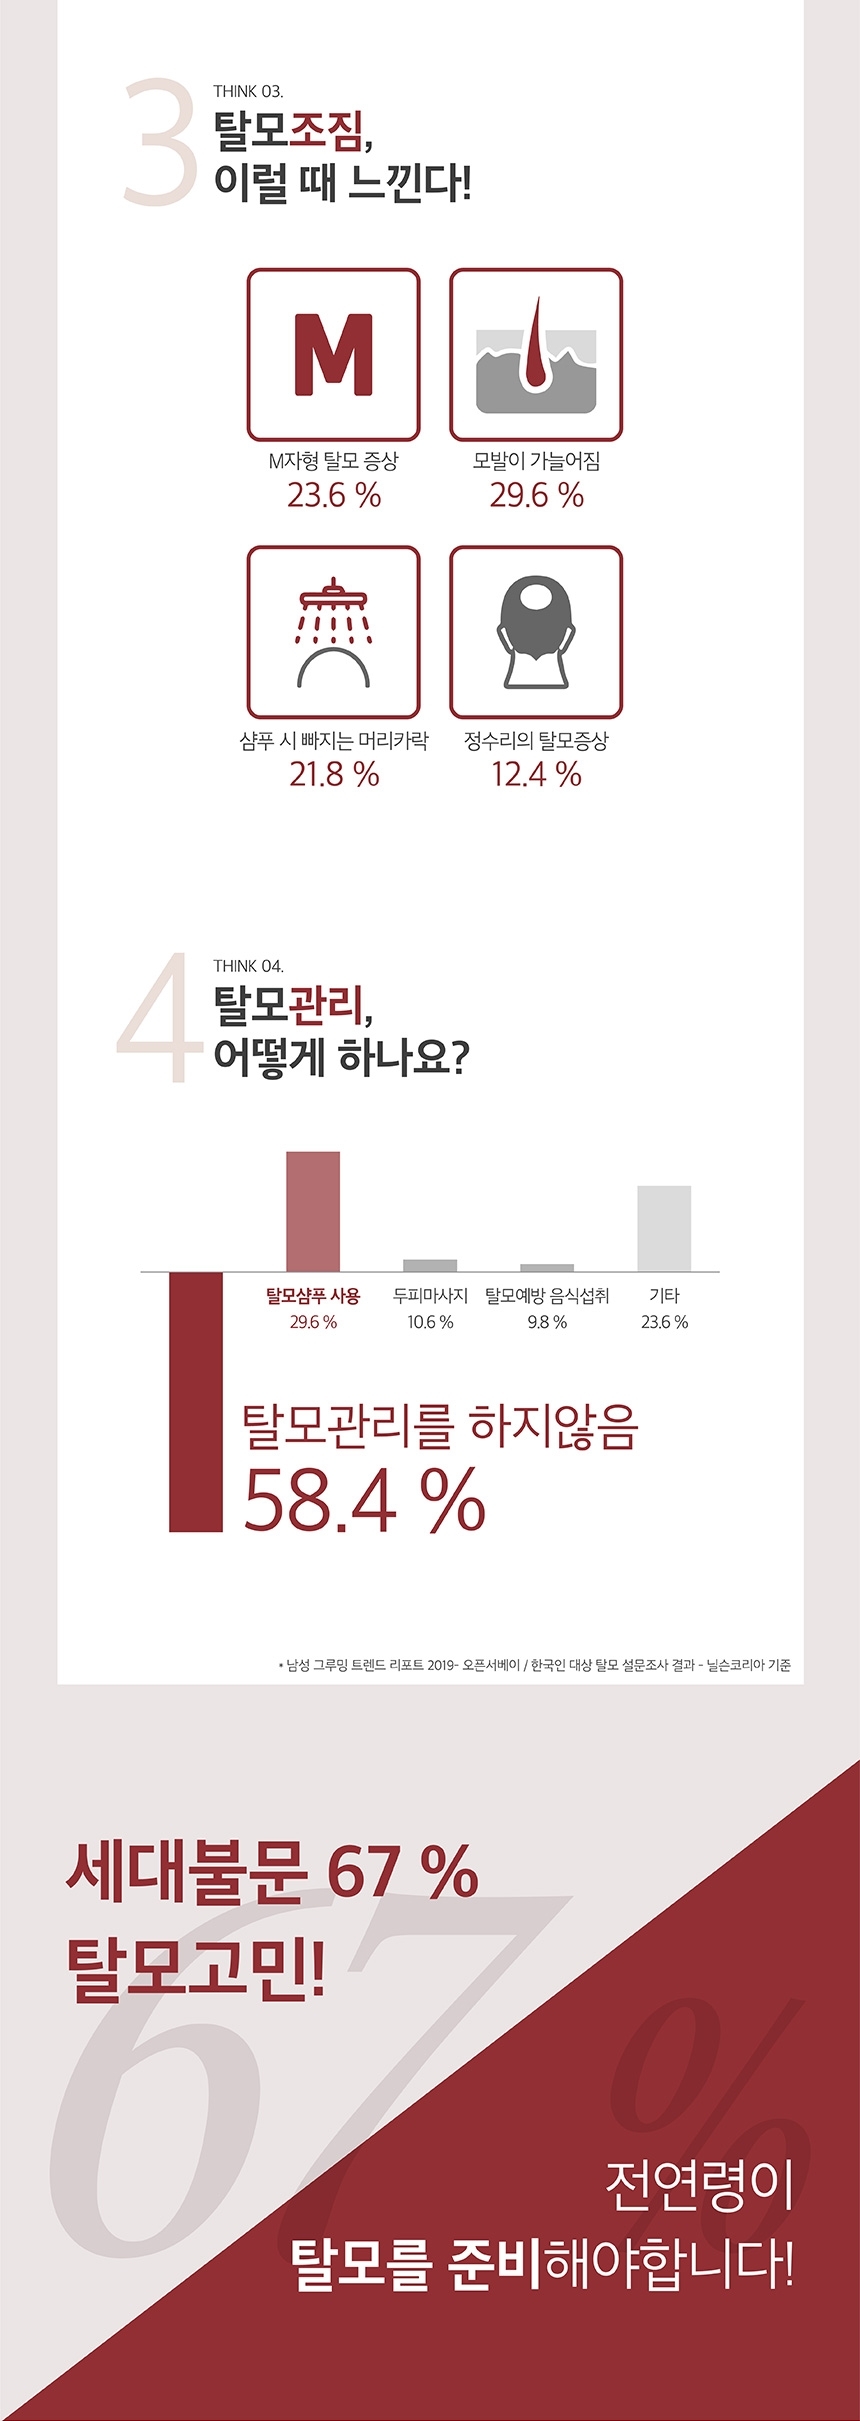 3
THINK 03.
탈모조짐,
이럴 때 느낀다!
M
M자형 탈모 증상
23.6 %
모발이 가늘어짐
29.6 %
샴푸 시 빠지는 머리카락
21.8 %
정수리의 탈모증상
12.4 %
4
THINK 04.
탈모관리,
어떻게 하나요?
탈모샴푸 사용
29.6 %
두피마사지
10.6 %
탈모예방 음식섭취
9.8 %
기타
23.6 %
탈모관리를 하지않음
58.4 %
* 남성 그루밍 트렌드 리포트 2019- 오픈서베이 / 한국인 대상 탈모 설문조사 결과 - 닐슨코리아 기준
세대불문 67 %
탈모고민!
67 %
전연령이
탈모를 준비해야합니다!